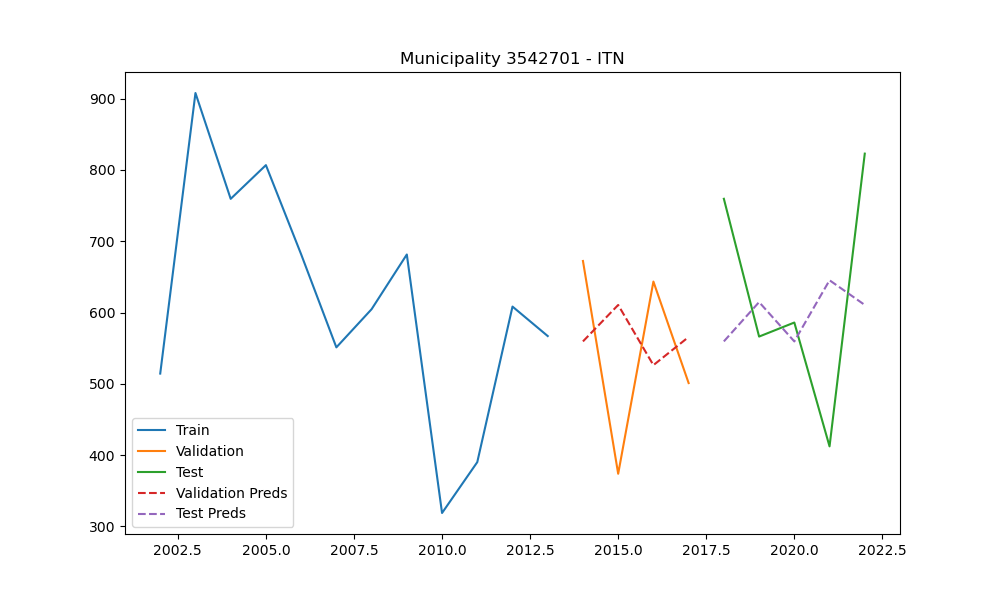 Municipality 3542701 - ITN
900
800
700
600
500
400
300
Train
Validation
Test
Validation Preds
Test Preds
2002.5 2005.0 2007.5 2010.0 2012.5 2015.0 2017.5 2020.0 2022.5